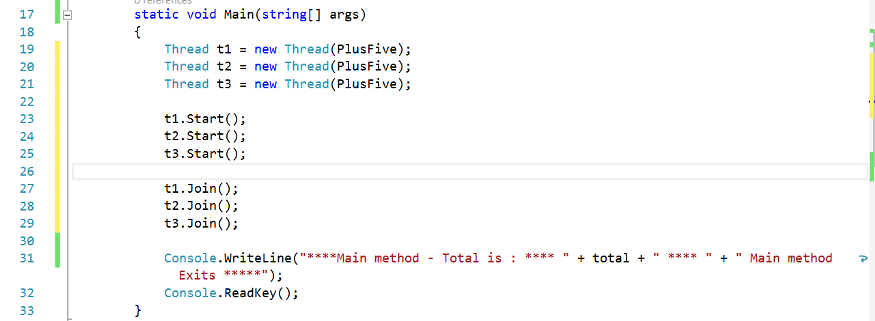 0 references
17 static void Main(string[] args)
18 {
19 Thread t1 = new Thread(PlusFive);
20 Thread t2 = new Thread(PlusFive);
21 Thread t3 = new Thread(PlusFive);
22
23 t1.Start();
24 t2.Start();
25 t3.Start();
26
27 t1.Join();
28 t2.Join();
29 t3.Join();
30
31 Console.WriteLine("****Main method - Total is : **** " + total + " **** " + " Main method
Exits *****");
32 Console.ReadKey();
33 }